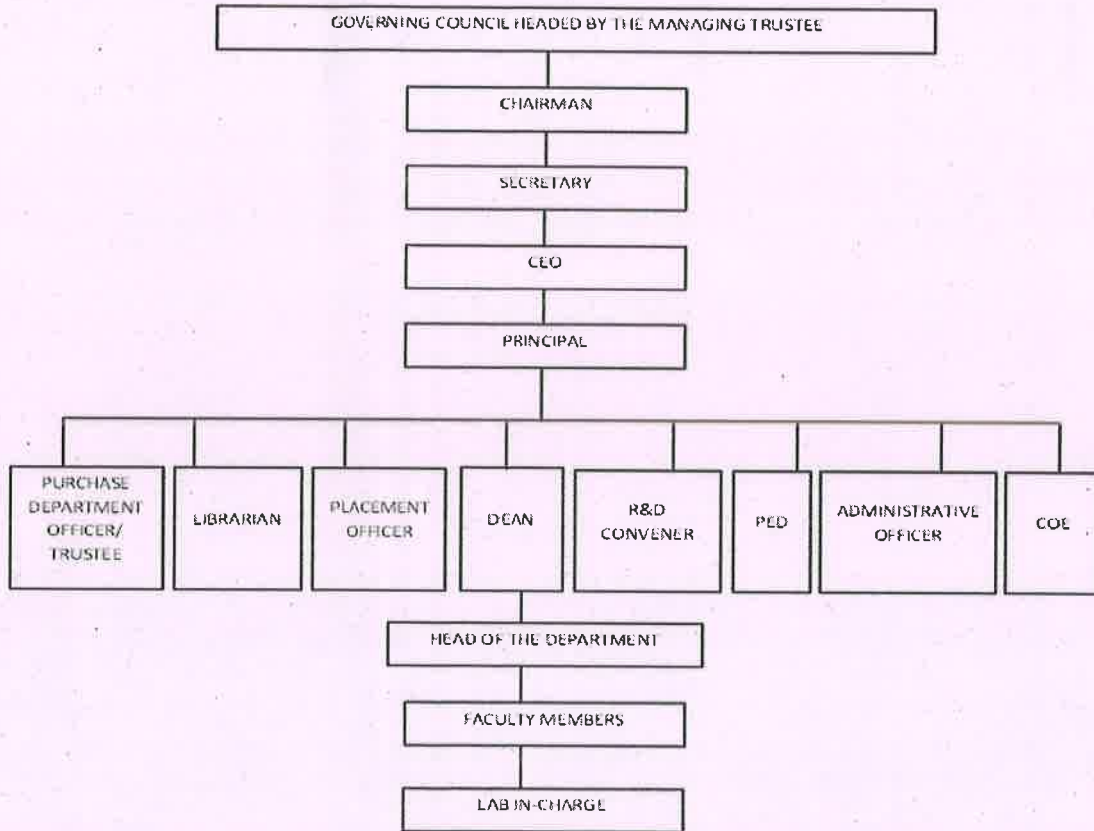 GOVERNING COUNCIL HEADED BY THE MANAGING TRUSTEE
CHAIRMAN
SECRETARY
CEO
PRINCIPAL
PURCHASE
DEPARTMENT
OFFICER/
TRUSTEE
LIBRARIAN
PLACEMENT
OFFICER
DEAN
R&D
CONVENER
PED
ADMINISTRATIVE
OFFICER
COE
HEAD OF THE DEPARTMENT
FACULTY MEMBERS
LAB IN-CHARGE